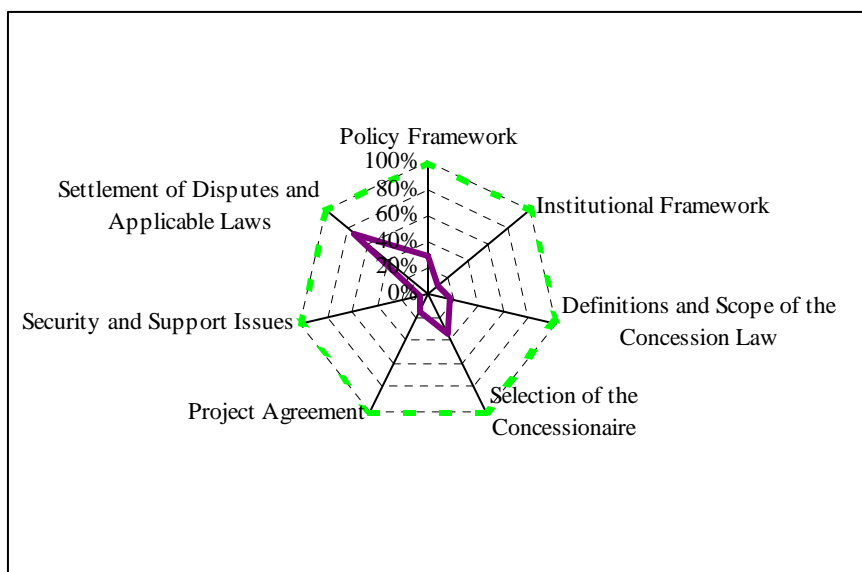 Policy Framework
100%
80%
60%
40%
20%
0%
Institutional Framework
Definitions and Scope of the
Concession Law
Selection of the
Concessionaire
Project Agreement
Security and Support Issues
Settlement of Disputes and
Applicable Laws